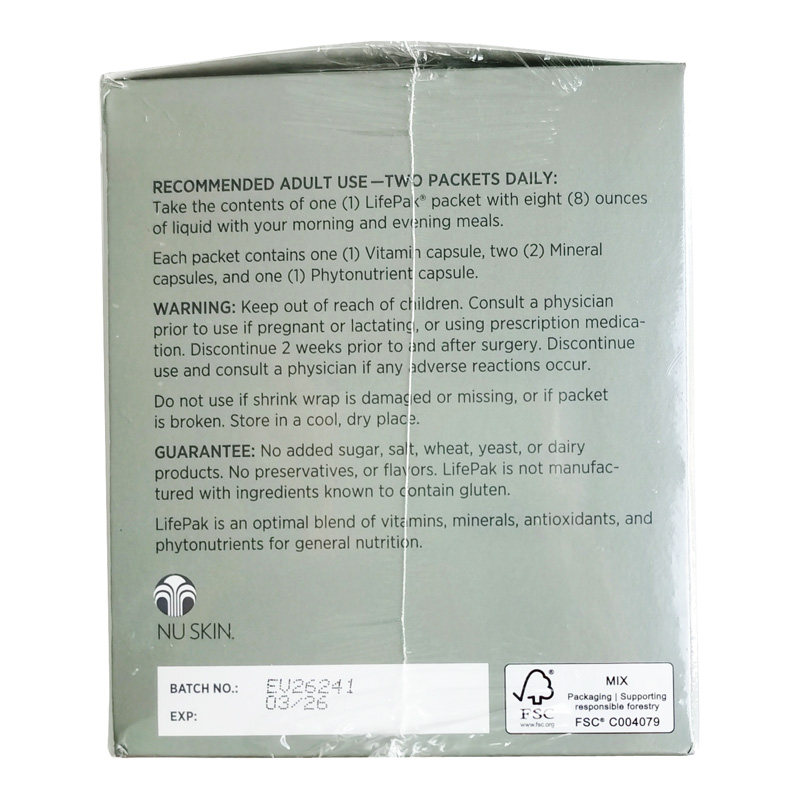 RECOMMENDED ADULT USE—TWO PACKETS DAILY:
Take the contents of one (1) LifePak® packet with eight (8) ounces
of liquid with your morning and evening meals.
Each packet contains one (1) Vitamin capsule, two (2) Mineral
capsules, and one (1) Phytonutrient capsule.
WARNING: Keep out of reach of children. Consult a physician
prior to use if pregnant or lactating, or using prescription medica-
tion. Discontinue 2 weeks prior to and after surgery. Discontinue
use and consult a physician if any adverse reactions occur.
Do not use if shrink wrap is damaged or missing, or if packet
is broken. Store in a cool, dry place.
GUARANTEE: No added sugar, salt, wheat, yeast, or dairy
products. No preservatives, or flavors. LifePak is not manufac-
tured with ingredients known to contain gluten.
LifePak is an optimal blend of vitamins, minerals, antioxidants, and
phytonutrients for general nutrition.
NU SKIN.
BATCH NO.: EV26241
03/26
EXP:
FSC
www.fsc.org
MIX
Packaging | Supporting
responsible forestry
FSC® C004079